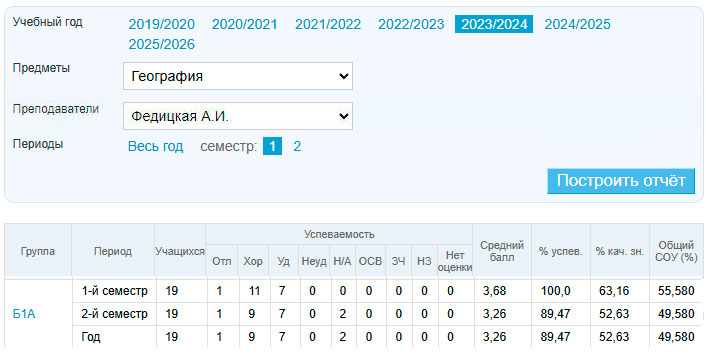 Учебный год 2019/2020 2020/2021 2021/2022 2022/2023 2023/2024 2024/2025
2025/2026
Предметы География
Преподаватели Федицкая А.И.
Периоды Весь год семестр: 1 2
Построить отчёт
Группа Период Учащихся Успеваемость Средний балл % успев. % кач. зн. Общий СОУ (%)
Отл Хор Уд Неуд Н/А ОСВ ЗЧ НЗ Нет оценки
Б1А 1-й семестр 19 1 11 7 0 0 0 0 0 0 3,68 100,0 63,16 55,580
2-й семестр 19 1 9 7 0 2 0 0 0 0 3,26 89,47 52,63 49,580
Год 19 1 9 7 0 2 0 0 0 0 3,26 89,47 52,63 49,580